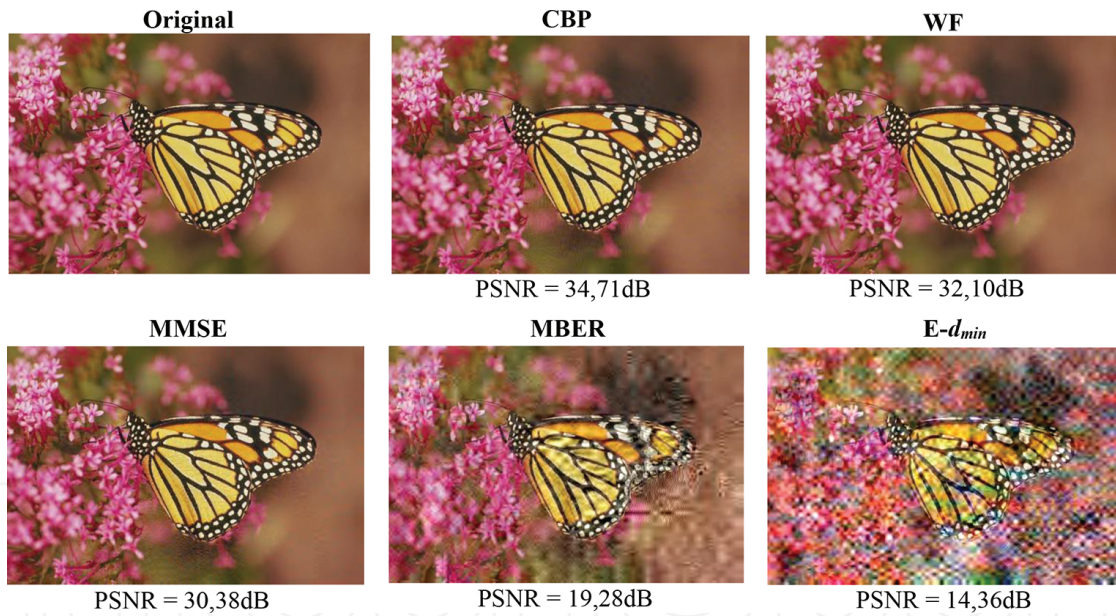 Original CBP WF
PSNR = 34,71dB PSNR = 32,10dB
MMSE MBER E-dmin
PSNR = 30,38dB PSNR = 19,28dB PSNR = 14,36dB